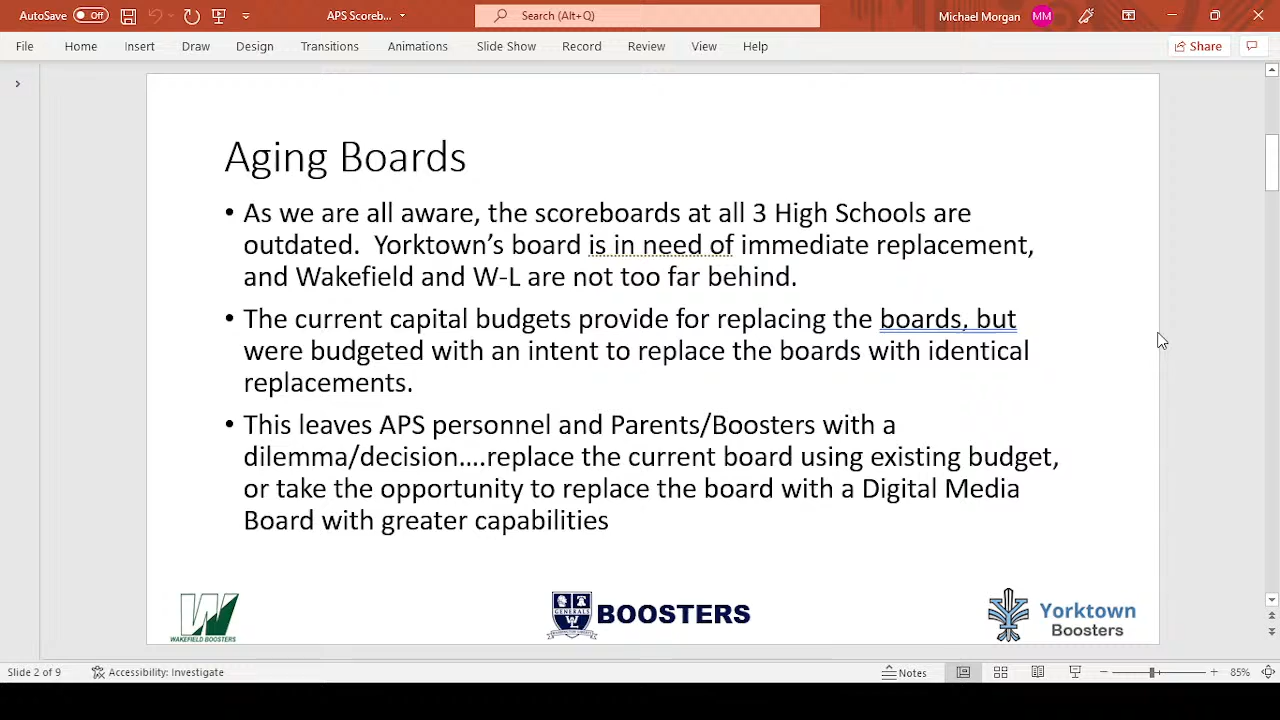 AutoSave Off APS Scoreb... Search (Alt+Q) Michael Morgan MM
File Home Insert Draw Design Transitions Animations Slide Show Record Review View Help Share
Aging Boards
• As we are all aware, the scoreboards at all 3 High Schools are
outdated.  Yorktown's board is in need of immediate replacement,
and Wakefield and W-L are not too far behind.
• The current capital budgets provide for replacing the boards, but
were budgeted with an intent to replace the boards with identical
replacements.
• This leaves APS personnel and Parents/Boosters with a
dilemma/decision....replace the current board using existing budget,
or take the opportunity to replace the board with a Digital Media
Board with greater capabilities
W
WAKEFIELD BOOSTERS
GENERALS
WL
BOOSTERS
Yorktown
Boosters
Slide 2 of 9 Accessibility: Investigate Notes 85%